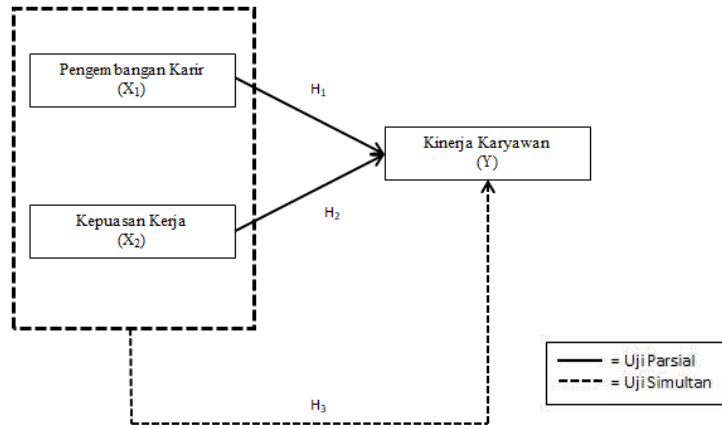 Pengembangan Karir
(X₁)
H₁
Kinerja Karyawan
(Y)
Kepuasan Kerja
(X₂)
H₂
= Uji Parsial
= Uji Simultan
H₃